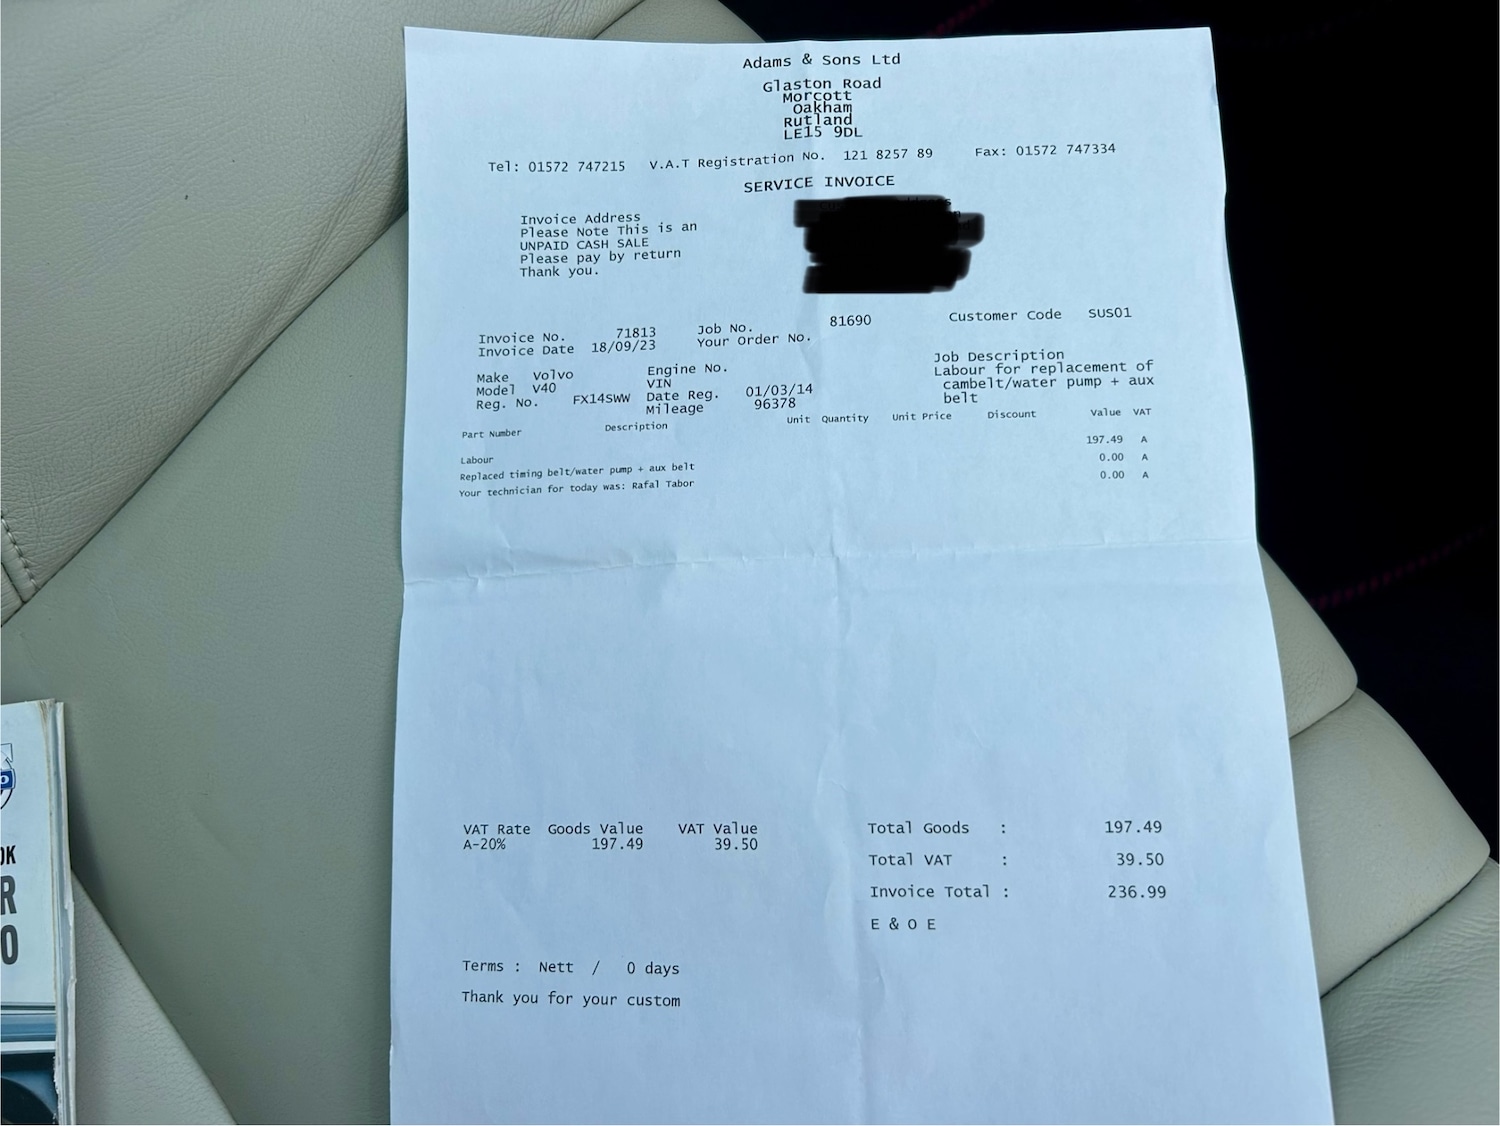 Adams & Sons Ltd
Glaston Road
Morcott
Oakham
Rutland
LE15 9DL
Tel: 01572 747215 V.A.T Registration No. 121 8257 89 Fax: 01572 747334
SERVICE INVOICE
Invoice Address
Please Note This is an
UNPAID CASH SALE
Please pay by return
Thank you.
Invoice No. 71813 Job No. 81690 Customer Code SUS01
Invoice Date 18/09/23 Your Order No.
Job Description
Labour for replacement of
cambelt/water pump + aux
belt
Make Volvo Engine No.
Model V40 VIN
Reg. No. FX14SWW Date Reg. 01/03/14
Mileage 96378
Part Number Description Unit Quantity Unit Price Discount Value VAT
Labour 197.49 A
Replaced timing belt/water pump + aux belt 0.00 A
Your technician for today was: Rafal Tabor 0.00 A
VAT Rate Goods Value VAT Value
A-20% 197.49 39.50
Total Goods : 197.49
Total VAT : 39.50
Invoice Total : 236.99
E & O E
Terms : Nett / 0 days
Thank you for your custom
OK
R
O